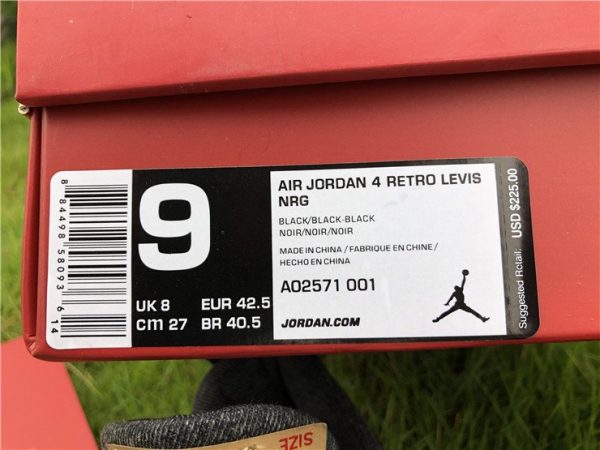 8 84498 58093 6 14
9
UK 8 EUR 42.5
cm 27 BR 40.5
AIR JORDAN 4 RETRO LEVIS
NRG
BLACK/BLACK-BLACK
NOIR/NOIR/NOIR
MADE IN CHINA / FABRIQUE EN CHINE /
HECHO EN CHINA
AO2571 001
JORDAN.COM
Suggested Retail: USD $225.00
SIZE